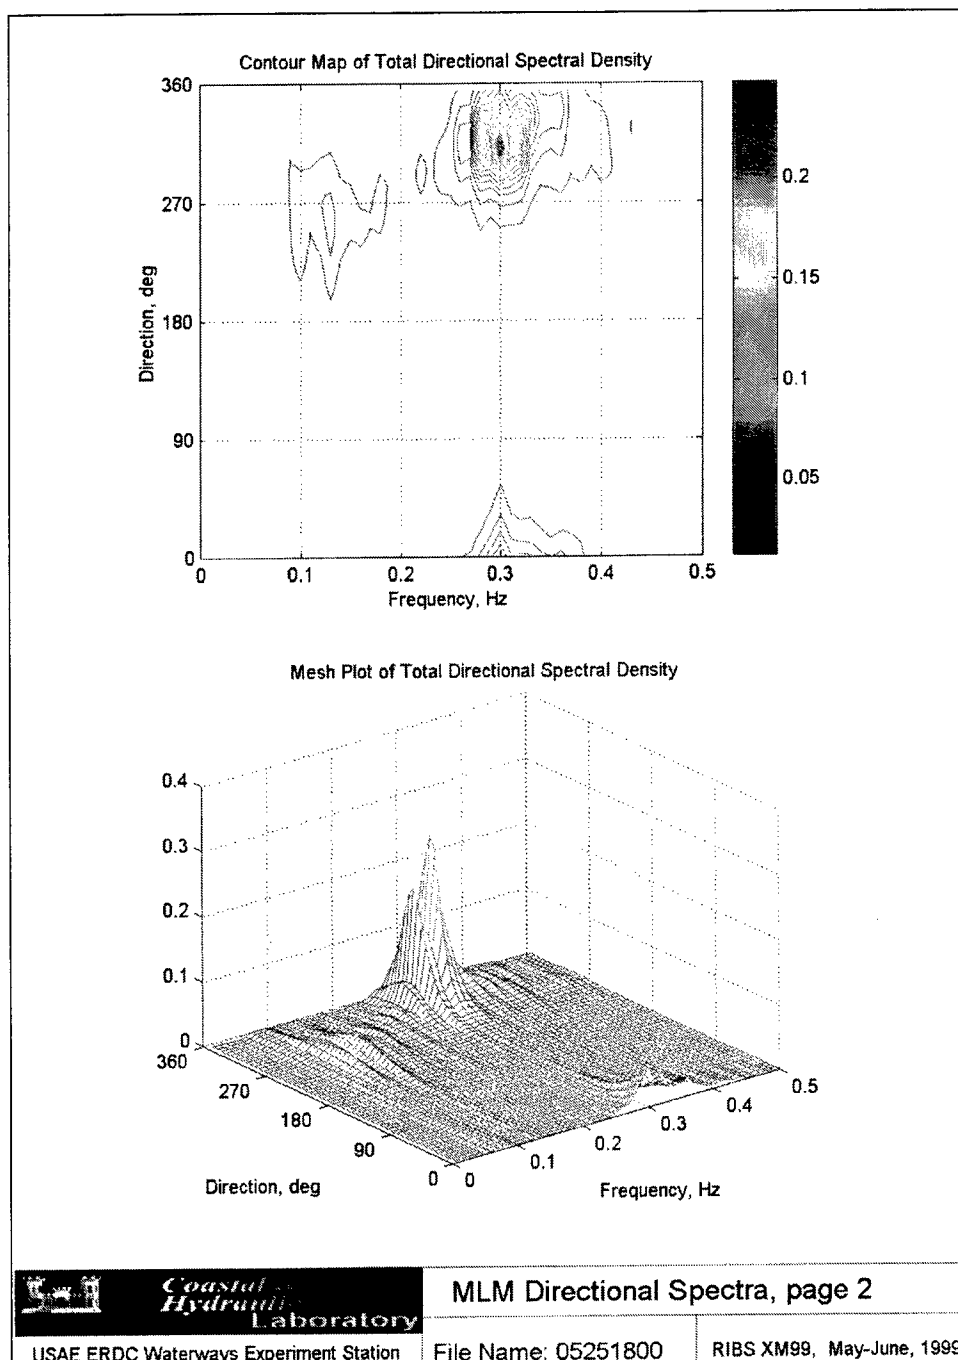 Contour Map of Total Directional Spectral Density
360
270
180
90
0
Direction, deg
0
0.1
0.2
0.3
0.4
0.5
Frequency, Hz
0.2
0.15
0.1
0.05
Mesh Plot of Total Directional Spectral Density
0.4
0.3
0.2
0.1
0
360
270
180
90
0
0
0.1
0.2
0.3
0.4
0.5
Direction, deg
Frequency, Hz
Coastal
Laboratory
USAE ERDC Waterways Experiment Station
MLM Directional Spectra, page 2
File Name: 05251800
RIBS XM99, May-June, 1999